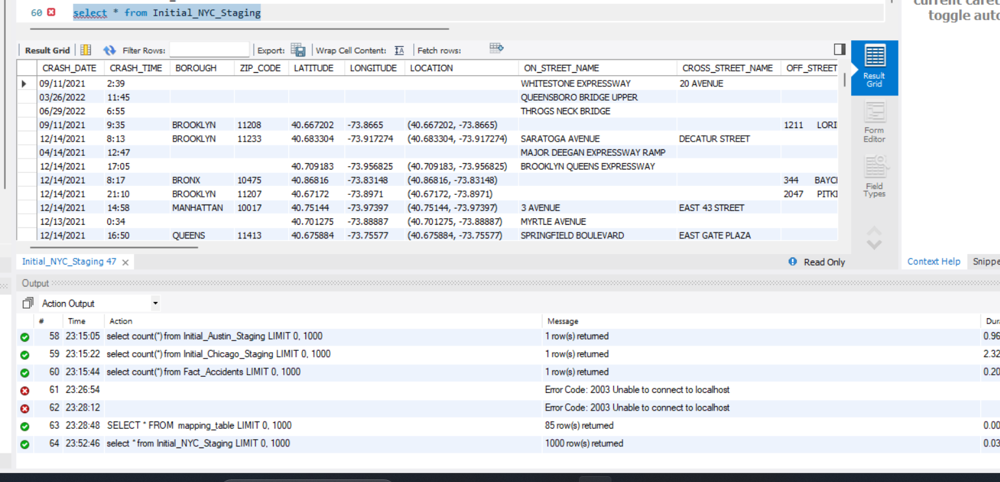 current caret
toggle auto
60 select * from Initial_NYC_Staging
Result Grid Filter Rows: Export: Wrap Cell Content: Fetch rows:
CRASH_DATE CRASH_TIME BOROUGH ZIP_CODE LATITUDE LONGITUDE LOCATION ON_STREET_NAME CROSS_STREET_NAME OFF_STREET
09/11/2021 2:39 WHITESTONE EXPRESSWAY 20 AVENUE
03/26/2022 11:45 QUEENSBORO BRIDGE UPPER
06/29/2022 6:55 THROGS NECK BRIDGE
09/11/2021 9:35 BROOKLYN 11208 40.667202 -73.8665 (40.667202, -73.8665) 1211 LORI
12/14/2021 8:13 BROOKLYN 11233 40.683304 -73.917274 (40.683304, -73.917274) SARATOGA AVENUE DECATUR STREET
04/14/2021 12:47 MAJOR DEEGAN EXPRESSWAY RAMP
12/14/2021 17:05 40.709183 -73.956825 (40.709183, -73.956825) BROOKLYN QUEENS EXPRESSWAY
12/14/2021 8:17 BRONX 10475 40.86816 -73.83148 (40.86816, -73.83148) 344 BAYCH
12/14/2021 21:10 BROOKLYN 11207 40.67172 -73.8971 (40.67172, -73.8971) 2047 PITKI
12/14/2021 14:58 MANHATTAN 10017 40.75144 -73.97397 (40.75144, -73.97397) 3 AVENUE EAST 43 STREET
12/13/2021 0:34 40.701275 -73.88887 (40.701275, -73.88887) MYRTLE AVENUE
12/14/2021 16:50 QUEENS 11413 40.675884 -73.75577 (40.675884, -73.75577) SPRINGFIELD BOULEVARD EAST GATE PLAZA
Result
Grid
Form
Editor
Field
Types
Initial_NYC_Staging 47 Read Only Context Help Snippe
Output
Action Output
# Time Action Message Dura
58 23:15:05 select count(*) from Initial_Austin_Staging LIMIT 0, 1000 1 row(s) returned 0.96
59 23:15:22 select count(*) from Initial_Chicago_Staging LIMIT 0, 1000 1 row(s) returned 2.32
60 23:15:44 select count(*) from Fact_Accidents LIMIT 0, 1000 1 row(s) returned 0.20
61 23:26:54 Error Code: 2003 Unable to connect to localhost
62 23:28:12 Error Code: 2003 Unable to connect to localhost
63 23:28:48 SELECT * FROM mapping_table LIMIT 0, 1000 85 row(s) returned 0.00
64 23:52:46 select * from Initial_NYC_Staging LIMIT 0, 1000 1000 row(s) returned 0.03